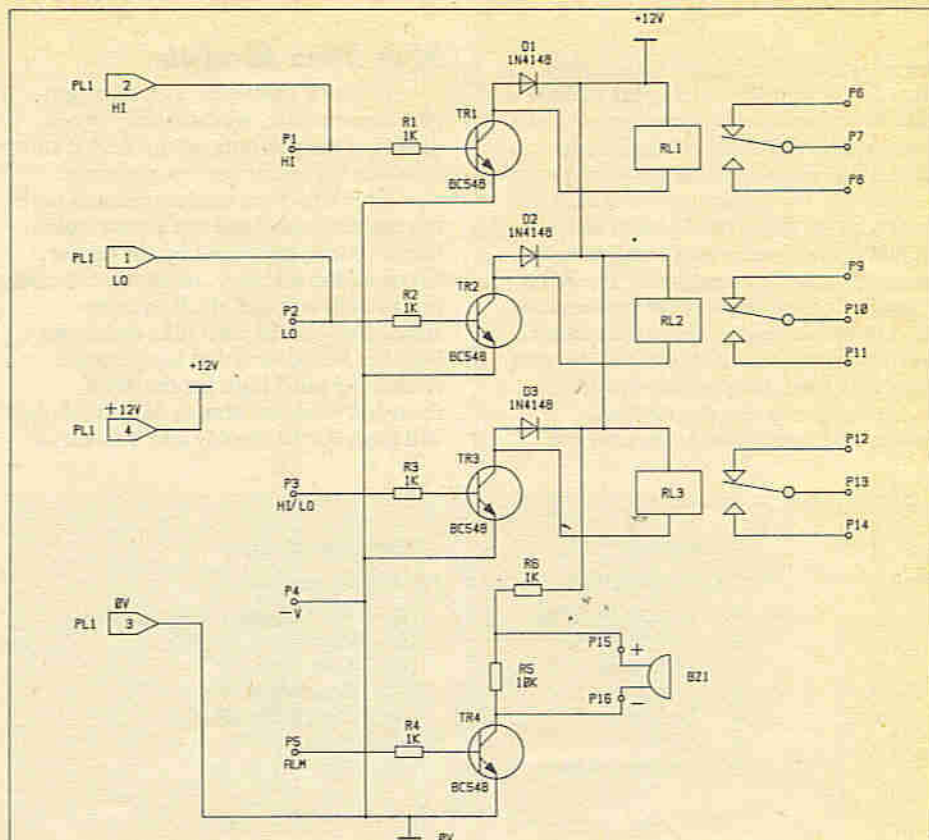 +12V
D1
1N4148
PL1 2
HI
TR1
R1
1K
P1
HI
BC548
RL1
P6
P7
P8
D2
1N4148
PL1 1
LO
TR2
R2
1K
P2
LO
BC548
RL2
P9
P10
P11
+12V
+12V
PL1 4
D3
1N4148
TR3
R3
1K
P3
HI/LO
BC548
RL3
P12
P13
P14
R6
1K
P4
-V
0V
PL1 3
P15 +
R5
10K
BZ1
P16 -
TR4
R4
1K
P5
ALM
BC548
0V